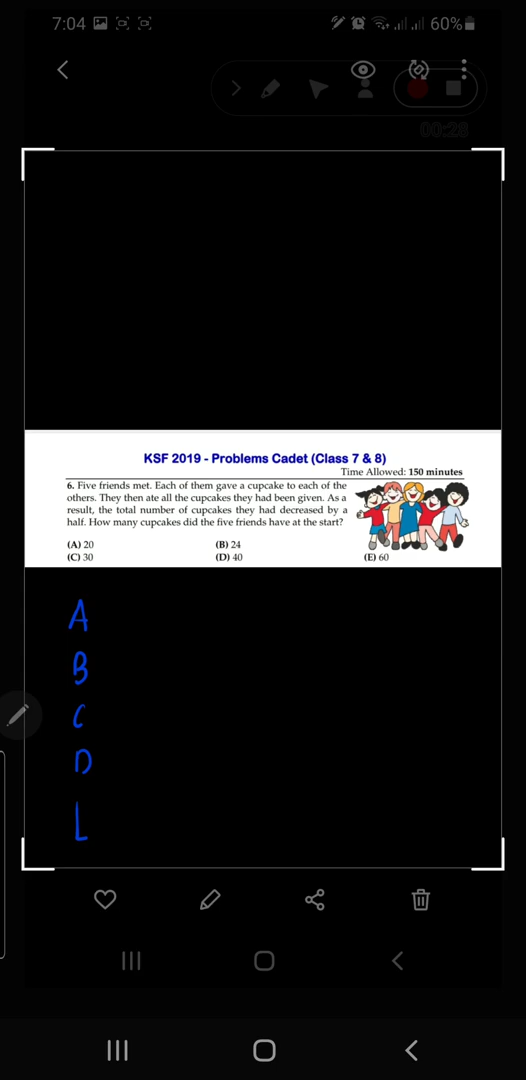 7:04 60%
00:28
KSF 2019 - Problems Cadet (Class 7 & 8)
Time Allowed: 150 minutes
6. Five friends met. Each of them gave a cupcake to each of the
others. They then ate all the cupcakes they had been given. As a
result, the total number of cupcakes they had decreased by a
half. How many cupcakes did the five friends have at the start?
(A) 20 (B) 24
(C) 30 (D) 40 (E) 60
A
B
C
D
L